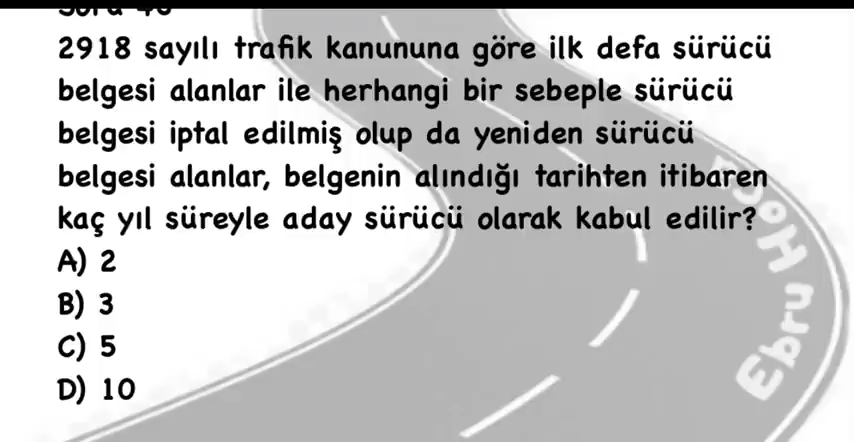 2918 sayılı trafik kanununa göre ilk defa sürücü
belgesi alanlar ile herhangi bir sebeple sürücü
belgesi iptal edilmiş olup da yeniden sürücü
belgesi alanlar, belgenin alındığı tarihten itibaren
kaç yıl süreyle aday sürücü olarak kabul edilir?
A) 2
B) 3
C) 5
D) 10
Ebru Hoca